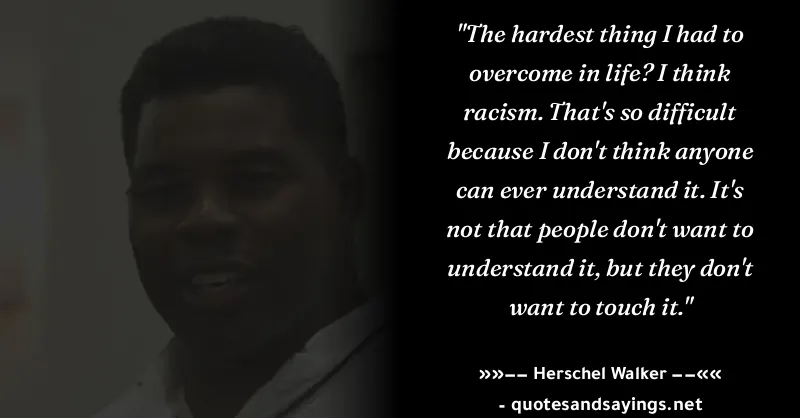 "The hardest thing I had to
overcome in life? I think
racism. That's so difficult
because I don't think anyone
can ever understand it. It's
not that people don't want to
understand it, but they don't
want to touch it."
»»−− Herschel Walker −−««
- quotesandsayings.net